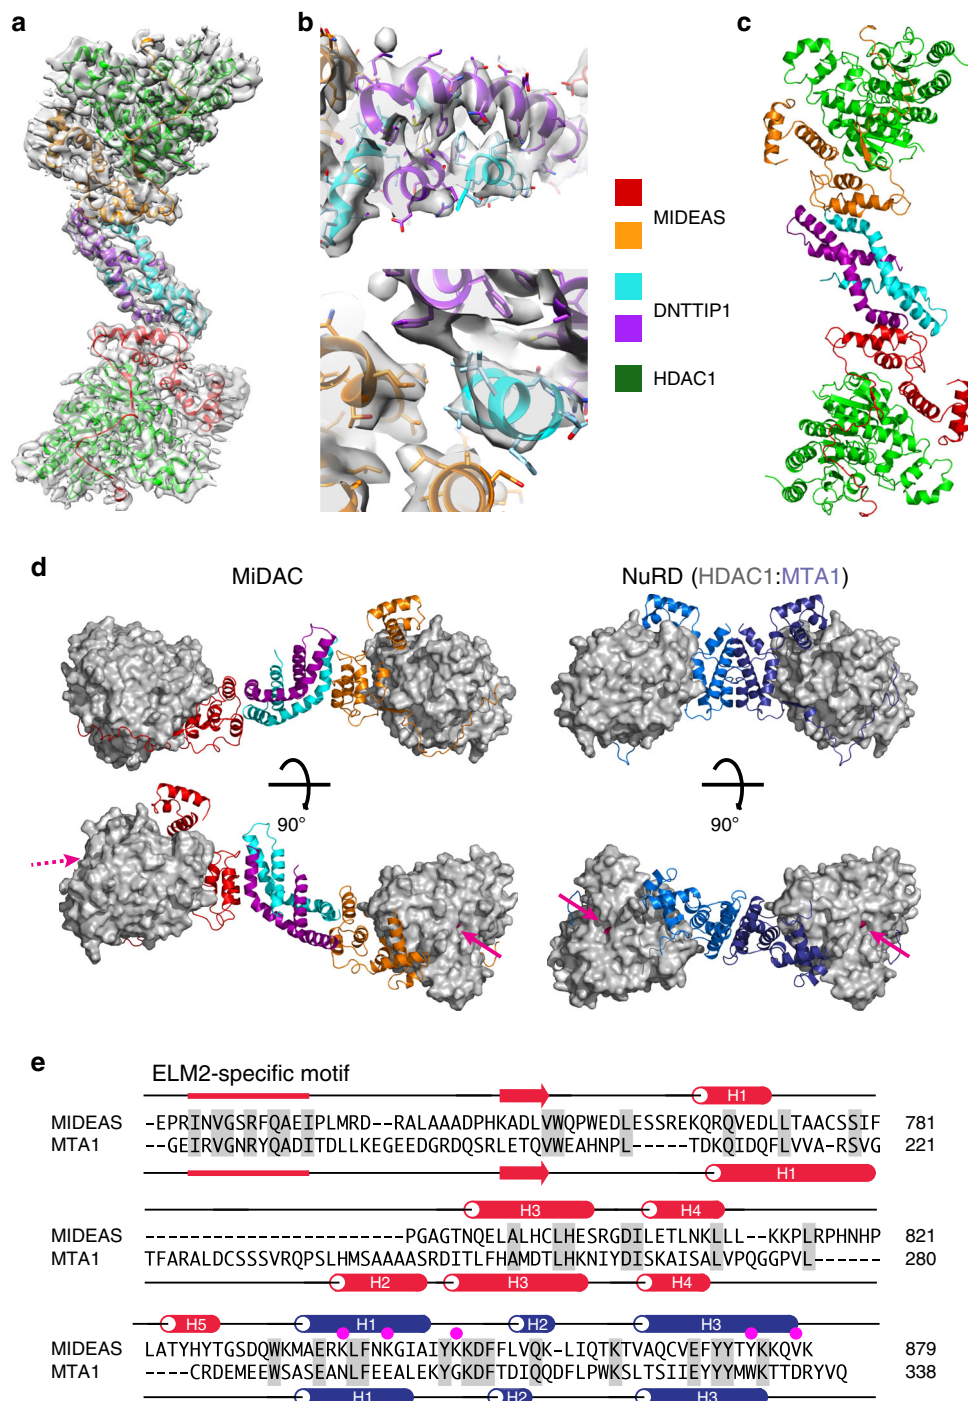 a
b
c
MIDEAS
DNTTIP1
HDAC1
d
MiDAC
NuRD (HDAC1:MTA1)
90°
90°
e
ELM2-specific motif
H1
MIDEAS -EPRINVGSRFQAEIPLMRD--RALAAADPHKADLVWQPWEDLESSREKQRQVEDLLTAACSSIF 781
MTA1 --GEIRVGNRYQADITDLLKEGEEDGRDQSRLETQVWEAHNPL-----TDKQIDQFLVVA-RSVG 221
H1
H3 H4
MIDEAS -----------------------PGAGTNQELALHCLHESRGDILETLNKLLL--KKPLRPHNHP 821
MTA1 TFARALDCSSSVRQPSLHMSAAAASRDITLFHAMDTLHKNIYDISKAISALVPQGGPVL------ 280
H2 H3 H4
H5 H1 H2 H3
MIDEAS LATYHYTGSDQWKMAERKLFNKGIAIYKKDFFLVQK-LIQTKTVAQCVEFYYTYKKQVK 879
MTA1 ----CRDEMEEWSASEANLFEEALEKYGKDFTDIQQDFLPWKSLTSIIEYYYMWKTTDRYVQ 338
H1 H2 H3